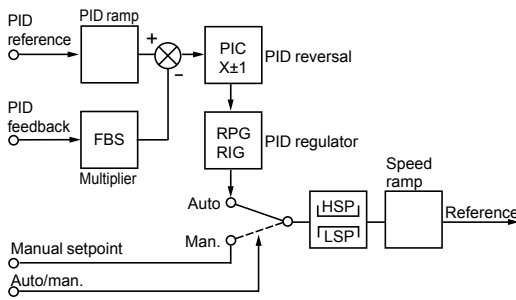 PID ramp
PID
reference
+
−
PIC
X±1
PID reversal
PID
feedback
FBS
Multiplier
RPG
RIG
PID regulator
Auto
Man.
HSP
LSP
Speed
ramp
Reference
Manual setpoint
Auto/man.